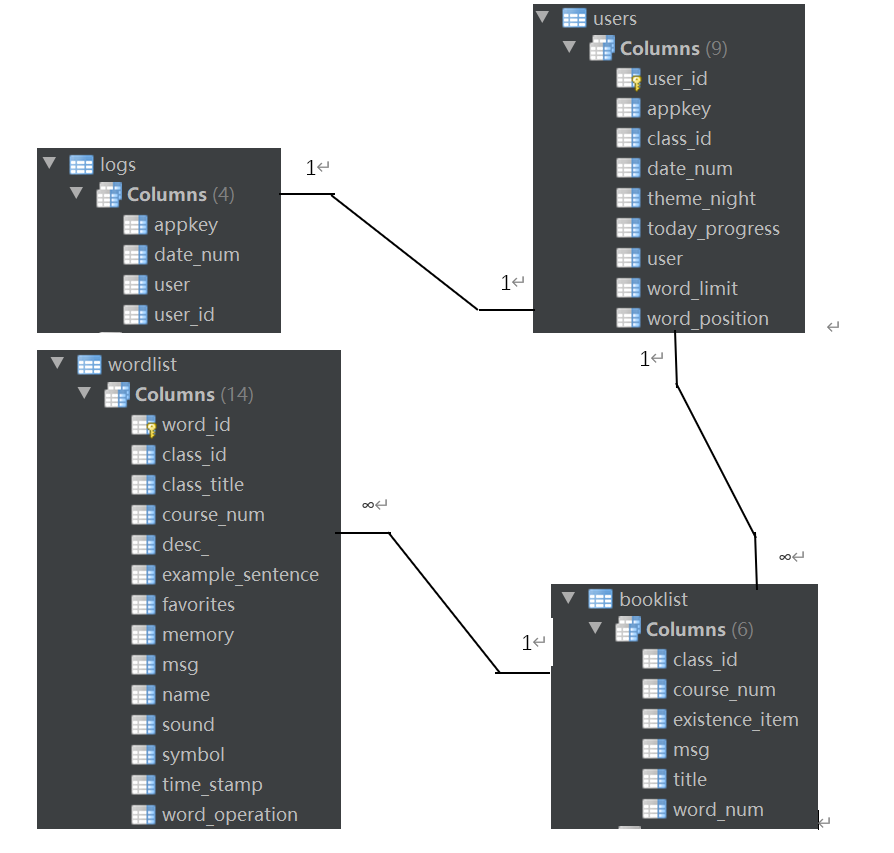 users
Columns (9)
user_id
appkey
class_id
date_num
theme_night
today_progress
user
word_limit
word_position
logs
Columns (4)
appkey
date_num
user
user_id
1↵
1↵
↵
1↵
wordlist
Columns (14)
word_id
class_id
class_title
course_num
desc_
example_sentence
favorites
memory
msg
name
sound
symbol
time_stamp
word_operation
∞↵
1↵
∞↵
booklist
Columns (6)
class_id
course_num
existence_item
msg
title
word_num
↵